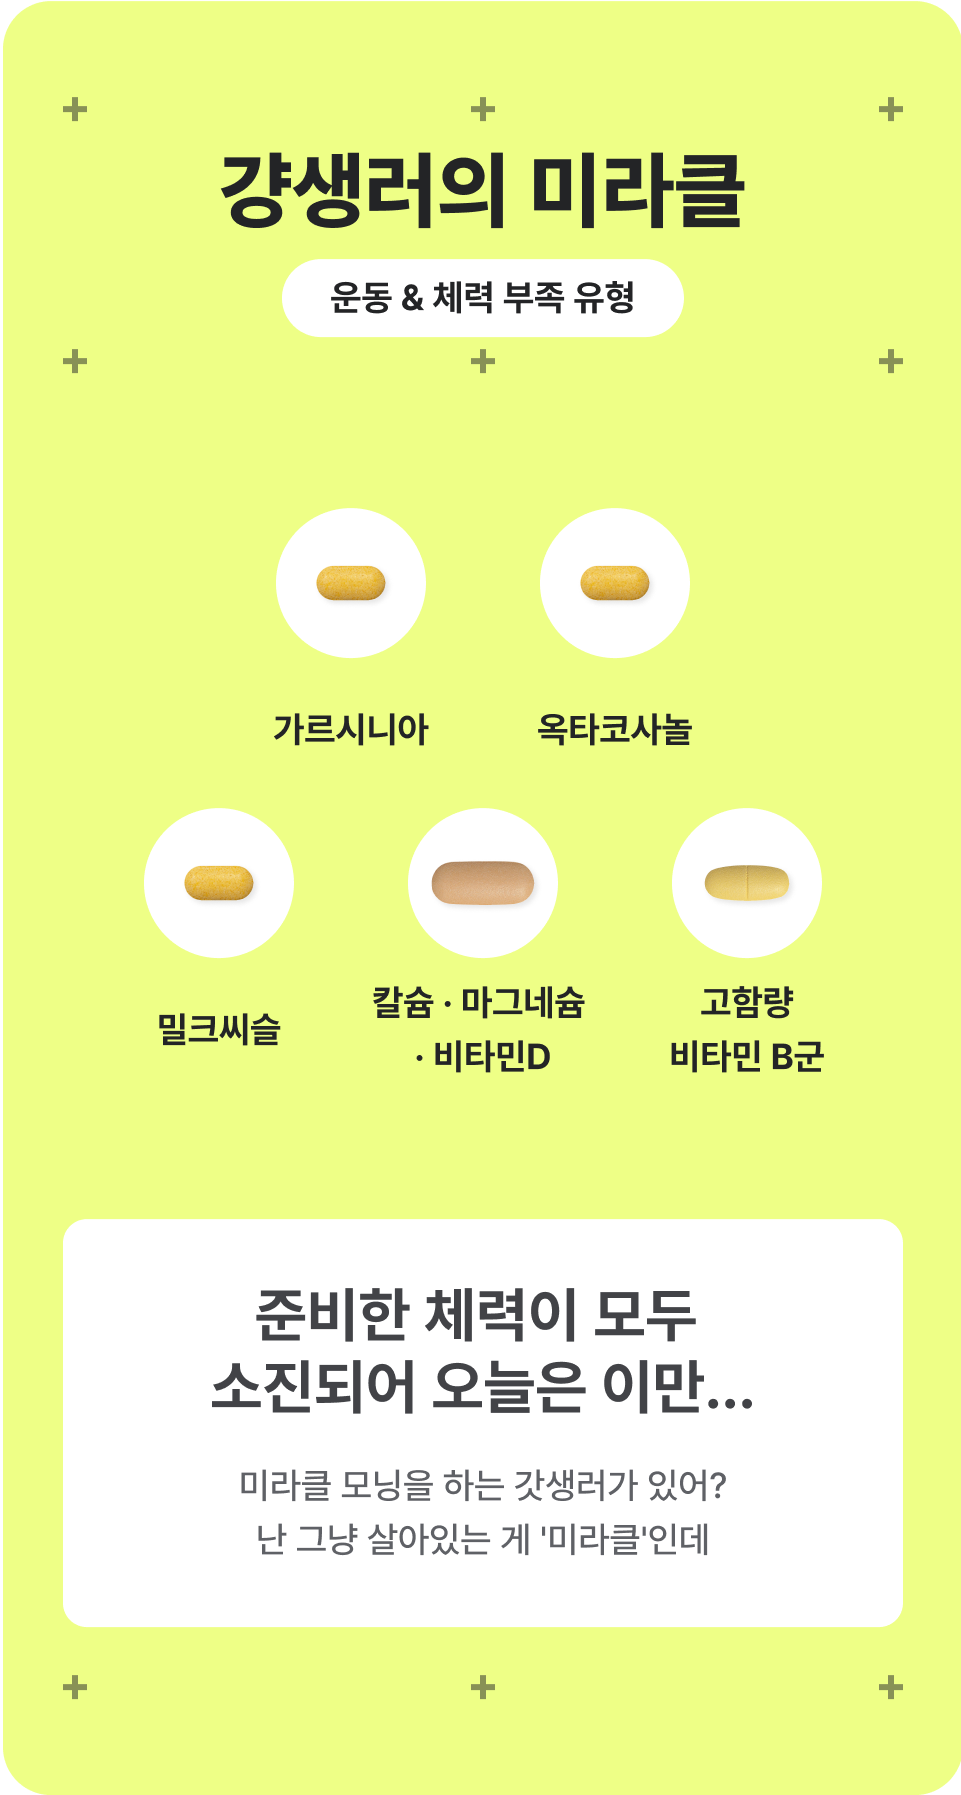 걍생러의 미라클
운동 & 체력 부족 유형
가르시니아
옥타코사놀
밀크씨슬
칼슘 · 마그네슘
· 비타민D
고함량
비타민 B군
준비한 체력이 모두
소진되어 오늘은 이만...
미라클 모닝을 하는 갓생러가 있어?
난 그냥 살아있는 게 '미라클'인데